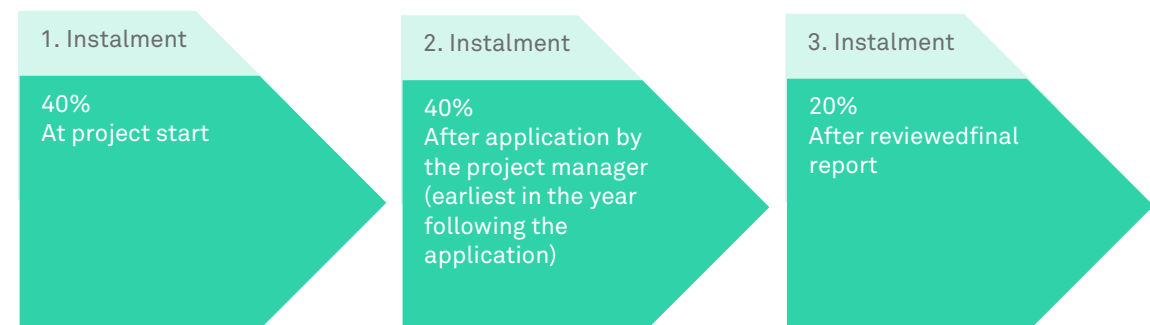 1. Instalment
40%
At project start
2. Instalment
40%
After application by
the project manager
(earliest in the year
following the
application)
3. Instalment
20%
After reviewedfinal
report